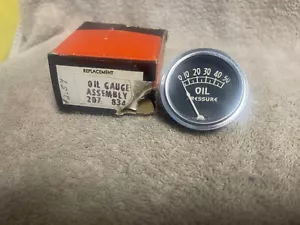 REPLACEMENT
OIL GAUGE
ASSEMBLY
207 834
0 10 20 30 40 50
OIL
PRESSURE